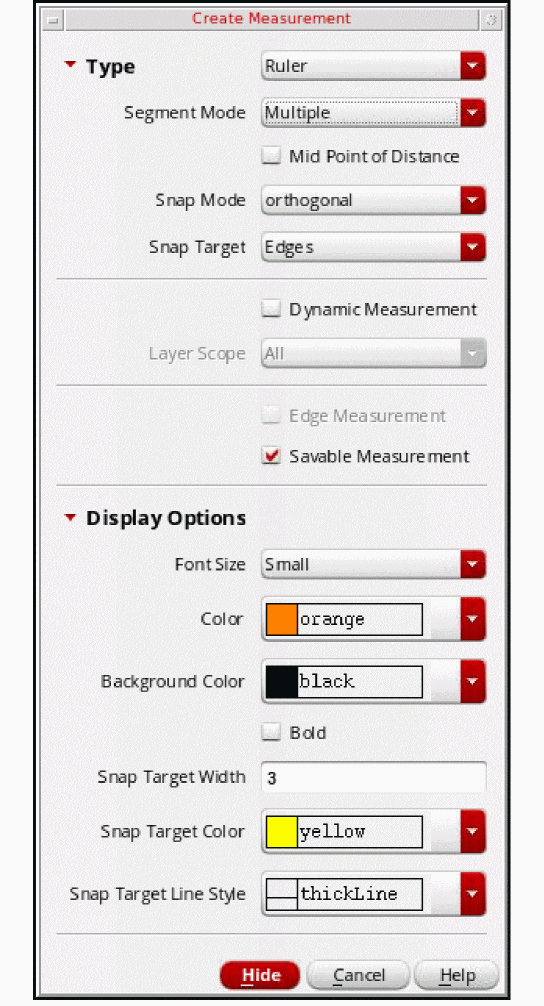 Create Measurement
Type Ruler
Segment Mode Multiple
Mid Point of Distance
Snap Mode orthogonal
Snap Target Edges
Dynamic Measurement
Layer Scope All
Edge Measurement
Savable Measurement
Display Options
Font Size Small
Color orange
Background Color black
Bold
Snap Target Width 3
Snap Target Color yellow
Snap Target Line Style thickLine
Hide Cancel Help